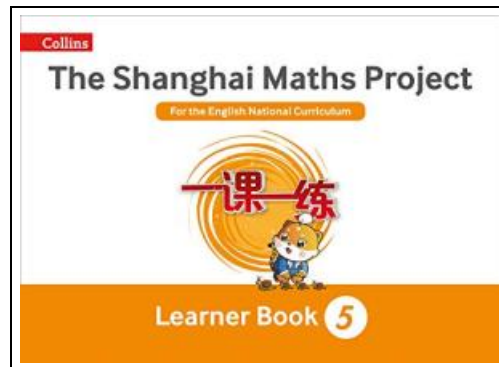 Collins
The Shanghai Maths Project
For the English National Curriculum
一课一练
Learner Book 5